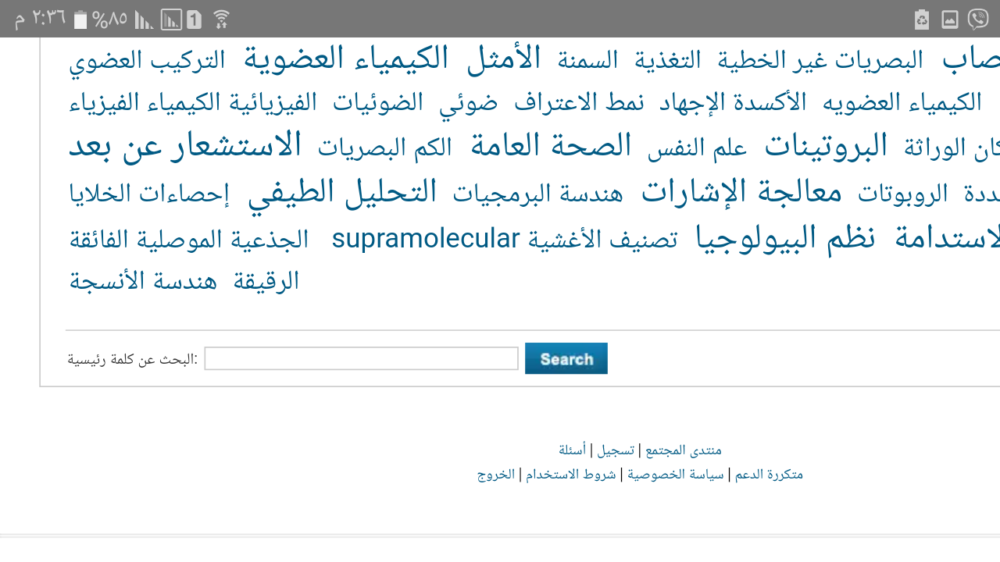 ٢:٣٦ م ٨٥% 1
صاب البصريات غير الخطية التغذية السمنة الأمثل الكيمياء العضوية التركيب العضوي
الكيمياء العضويه الأكسدة الإجهاد نمط الاعتراف ضوئي الضوئيات الفيزيائية الكيمياء الفيزياء
كان الوراثة البروتينات علم النفس الصحة العامة الكم البصريات الاستشعار عن بعد
ددة الروبوتات معالجة الإشارات هندسة البرمجيات التحليل الطيفي إحصاءات الخلايا
لاستدامة نظم البيولوجيا تصنيف الأغشية supramolecular الجذعية الموصلية الفائقة
الرقيقة هندسة الأنسجة
البحث عن كلمة رئيسية: Search
منتدى المجتمع | تسجيل | أسئلة
متكررة الدعم | سياسة الخصوصية | شروط الاستخدام | الخروج